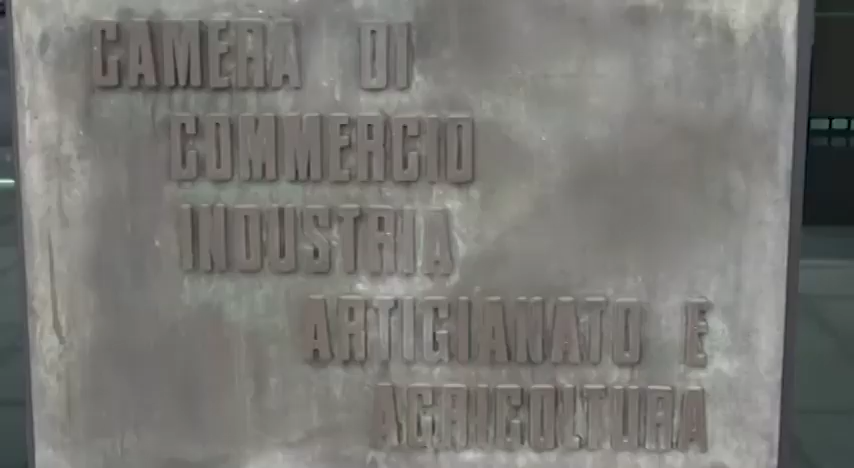 CAMERA DI
COMMERCIO
INDUSTRIA
ARTIGIANATO E
AGRICOLTURA